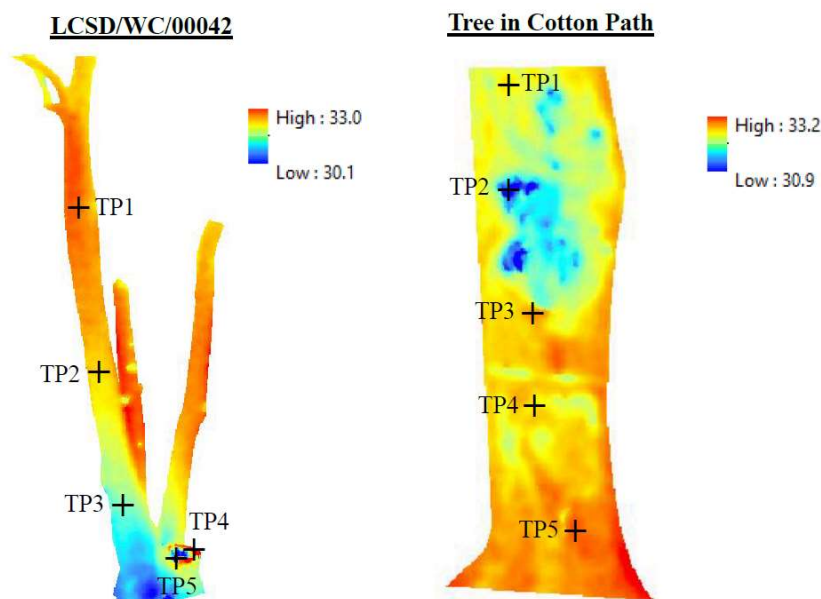 LCSD/WC/00042
High : 33.0
Low : 30.1
TP1
TP2
TP3
TP4
TP5
Tree in Cotton Path
High : 33.2
Low : 30.9
TP1
TP2
TP3
TP4
TP5